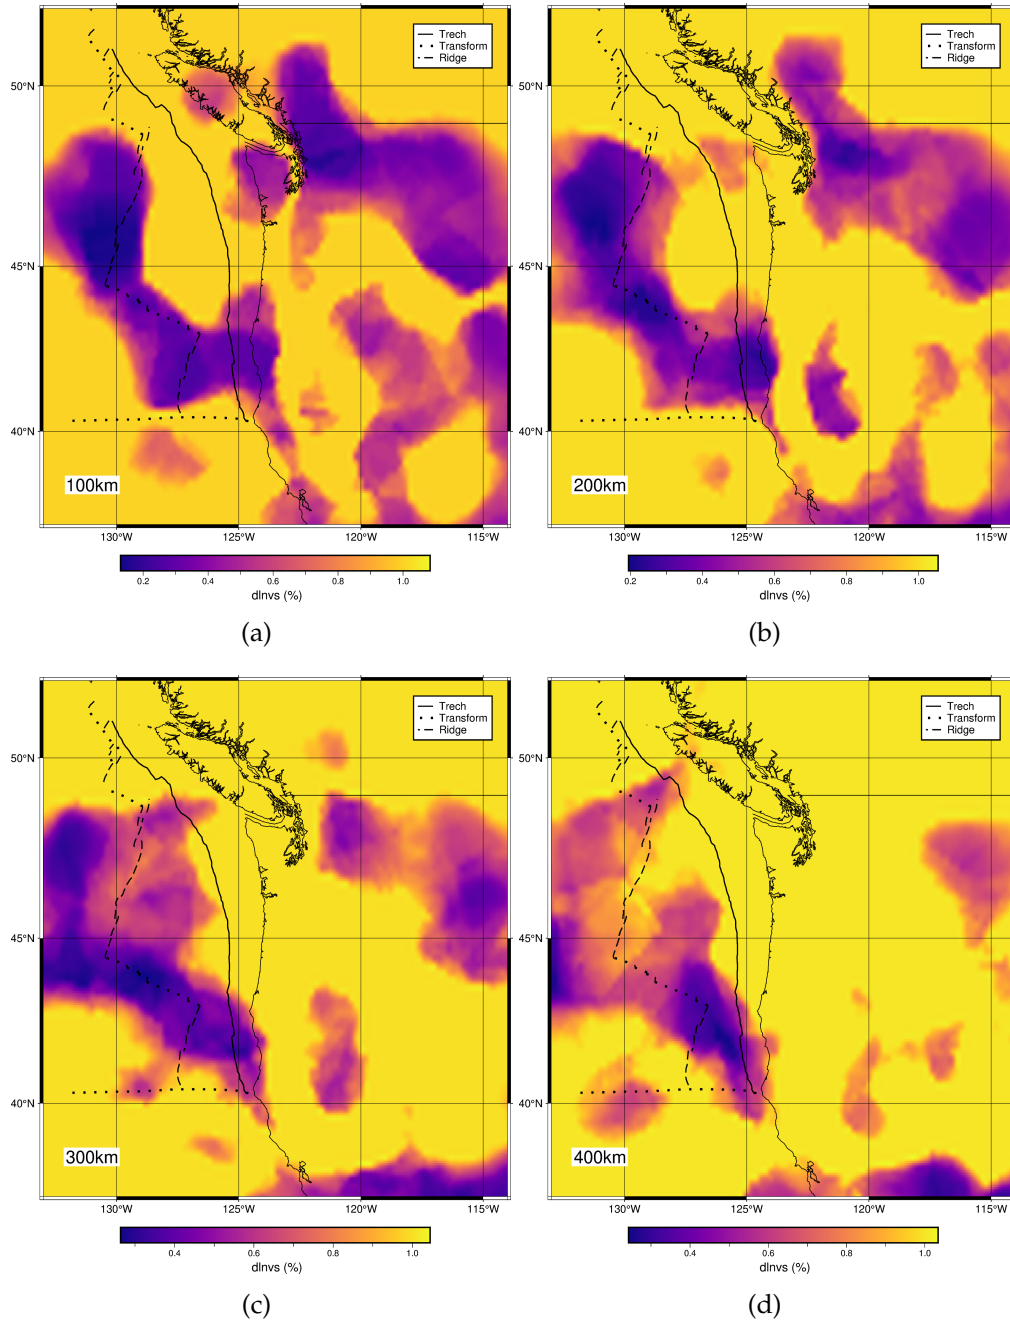 Trech
Transform
Ridge
50°N
45°N
40°N
100km
130°W
125°W
120°W
115°W
0.2
0.4
0.6
0.8
1.0
dlnvs (%)
(a)
Trech
Transform
Ridge
50°N
45°N
40°N
200km
130°W
125°W
120°W
115°W
0.2
0.4
0.6
0.8
1.0
dlnvs (%)
(b)
Trech
Transform
Ridge
50°N
45°N
40°N
300km
130°W
125°W
120°W
115°W
0.4
0.6
0.8
1.0
dlnvs (%)
(c)
Trech
Transform
Ridge
50°N
45°N
40°N
400km
130°W
125°W
120°W
115°W
0.4
0.6
0.8
1.0
dlnvs (%)
(d)